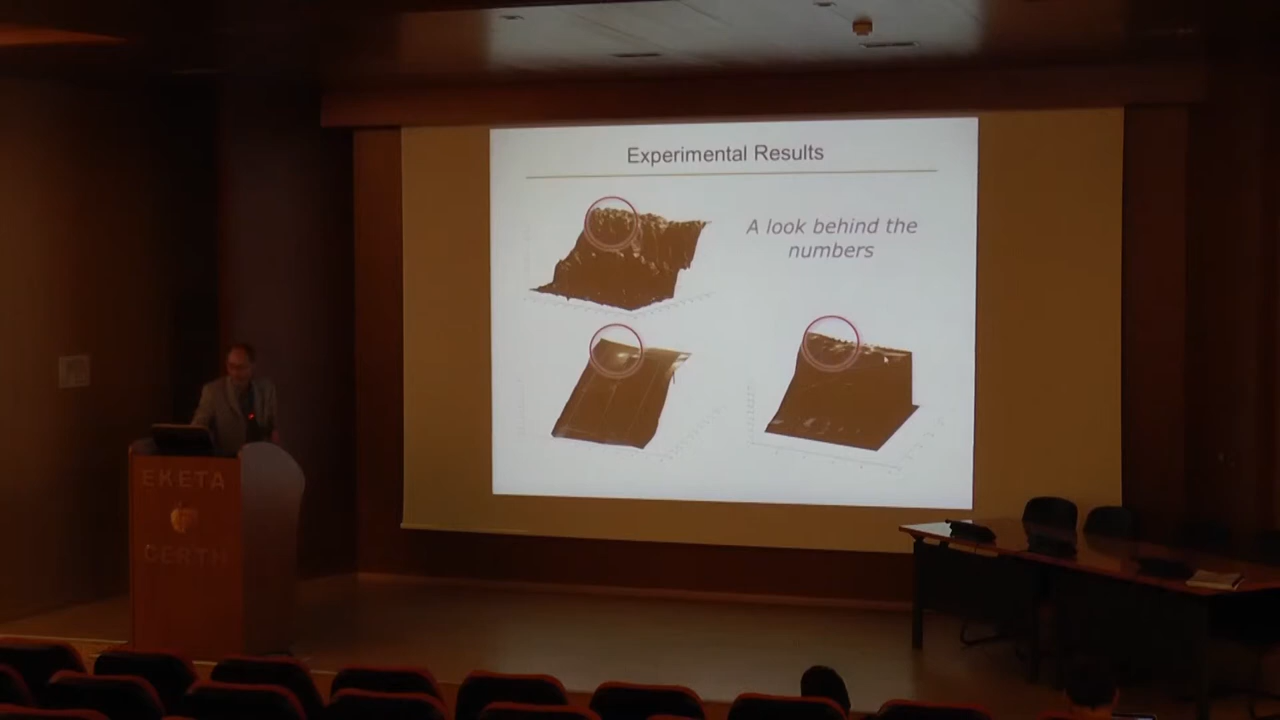 Experimental Results
A look behind the
numbers
EKETA
CERTH